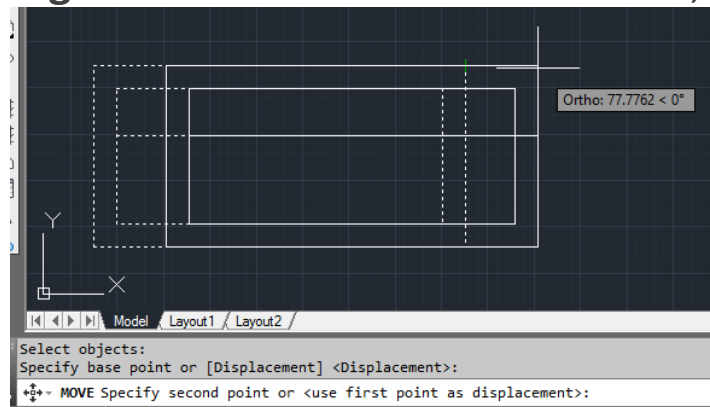 Ortho: 77.7762 < 0°
Y
X
Model Layout1 Layout2
Select objects:
Specify base point or [Displacement] <Displacement>:
MOVE Specify second point or <use first point as displacement>: